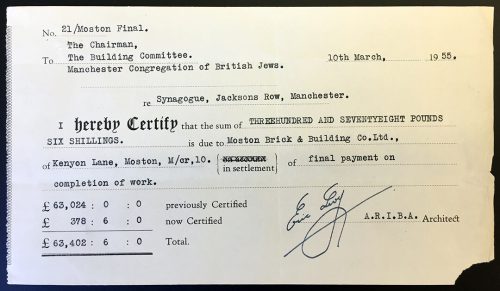 No. 21/Moston Final.
The Chairman,
To The Building Committee. 10th March, 1955.
Manchester Congregation of British Jews.
re Synagogue, Jacksons Row, Manchester.
I hereby Certify that the sum of THREEHUNDRED AND SEVENTYEIGHT POUNDS
SIX SHILLINGS. is due to Moston Brick & Building Co.Ltd.,
of Kenyon Lane, Moston, M/cr,10. in settlement of final payment on
completion of work.
£ 63,024 : 0 : 0 previously Certified
£ 378 : 6 : 0 now Certified
£ 63,402 : 6 : 0 Total.
Eric Levy
A.R.I.B.A. Architect